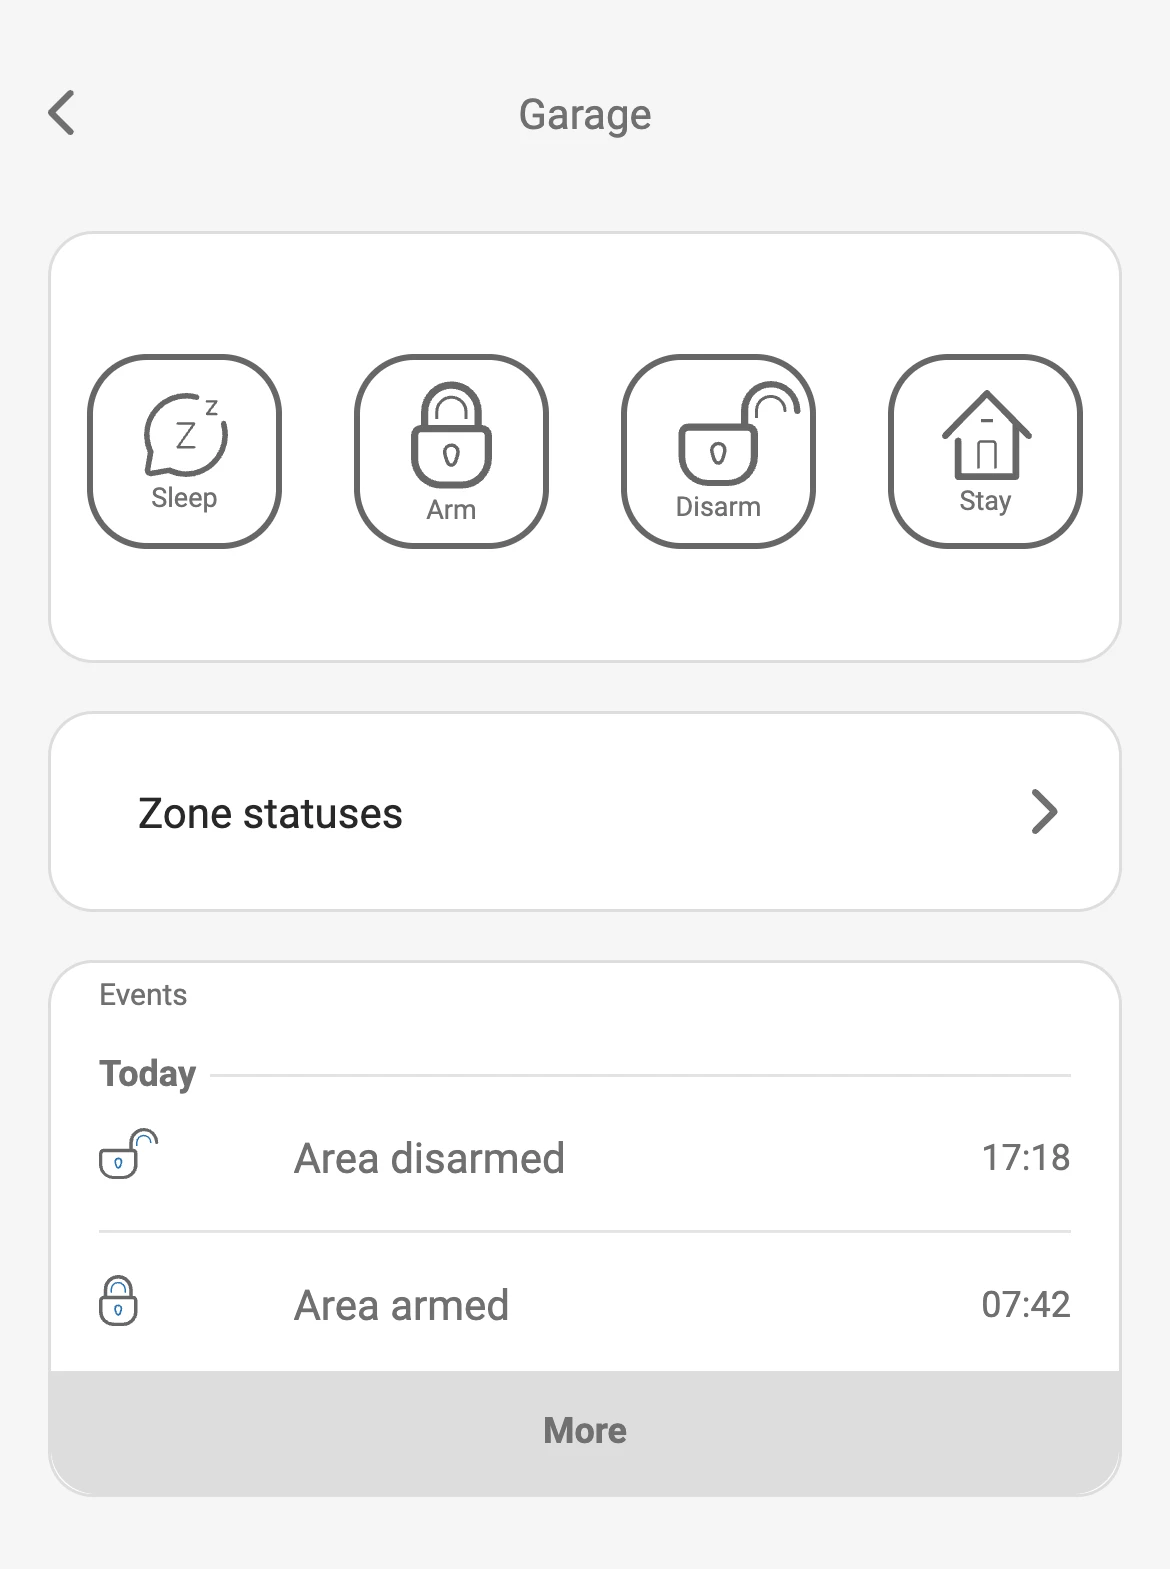 Garage
Sleep
Arm
Disarm
Stay
Zone statuses
Events
Today
Area disarmed 17:18
Area armed 07:42
More